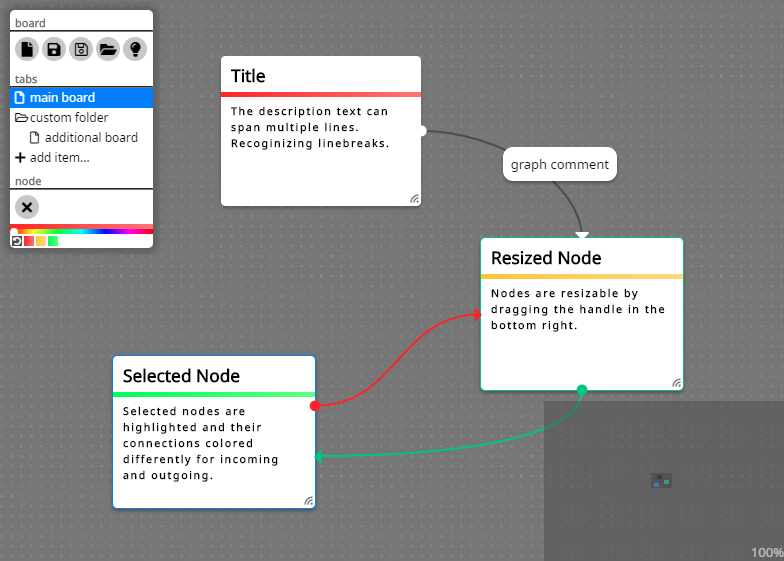 board
tabs
main board
custom folder
additional board
add item...
node
Title
The description text can
span multiple lines.
Recoginizing linebreaks.
graph comment
Resized Node
Nodes are resizable by
dragging the handle in the
bottom right.
Selected Node
Selected nodes are
highlighted and their
connections colored
differently for incoming
and outgoing.
100%